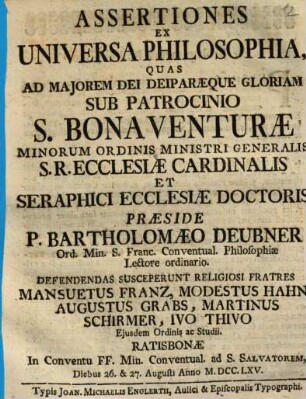 ASSERTIONES
EX
UNIVERSA PHILOSOPHIA,
QUAS
AD MAJOREM DEI DEIPARÆQUE GLORIAM
SUB PATROCINIO
S. BONAVENTURÆ
MINORUM ORDINIS MINISTRI GENERALIS
S.R. ECCLESIÆ CARDINALIS
ET
SERAPHICI ECCLESIÆ DOCTORIS
PRÆSIDE
P. BARTHOLOMÆO DEUBNER
Ord. Min. S. Franc. Conventual. Philosophiæ
Lectore ordinario.
DEFENDENDAS SUSCEPERUNT RELIGIOSI FRATRES
MANSUETUS FRANZ, MODESTUS HAHN
AUGUSTUS GRABS, MARTINUS
SCHIRMER, IVO THIVO
Ejusdem Ordinis ac Studii.
RATISBONÆ
In Conventu FF. Min. Conventual. ad S. SALVATOREM,
Diebus 26. & 27. Augusti Anno M. DCC. LXV.
Typis JOAN. MICHAELIS ENGLERTH, Aulici & Episcopalis Typographi.